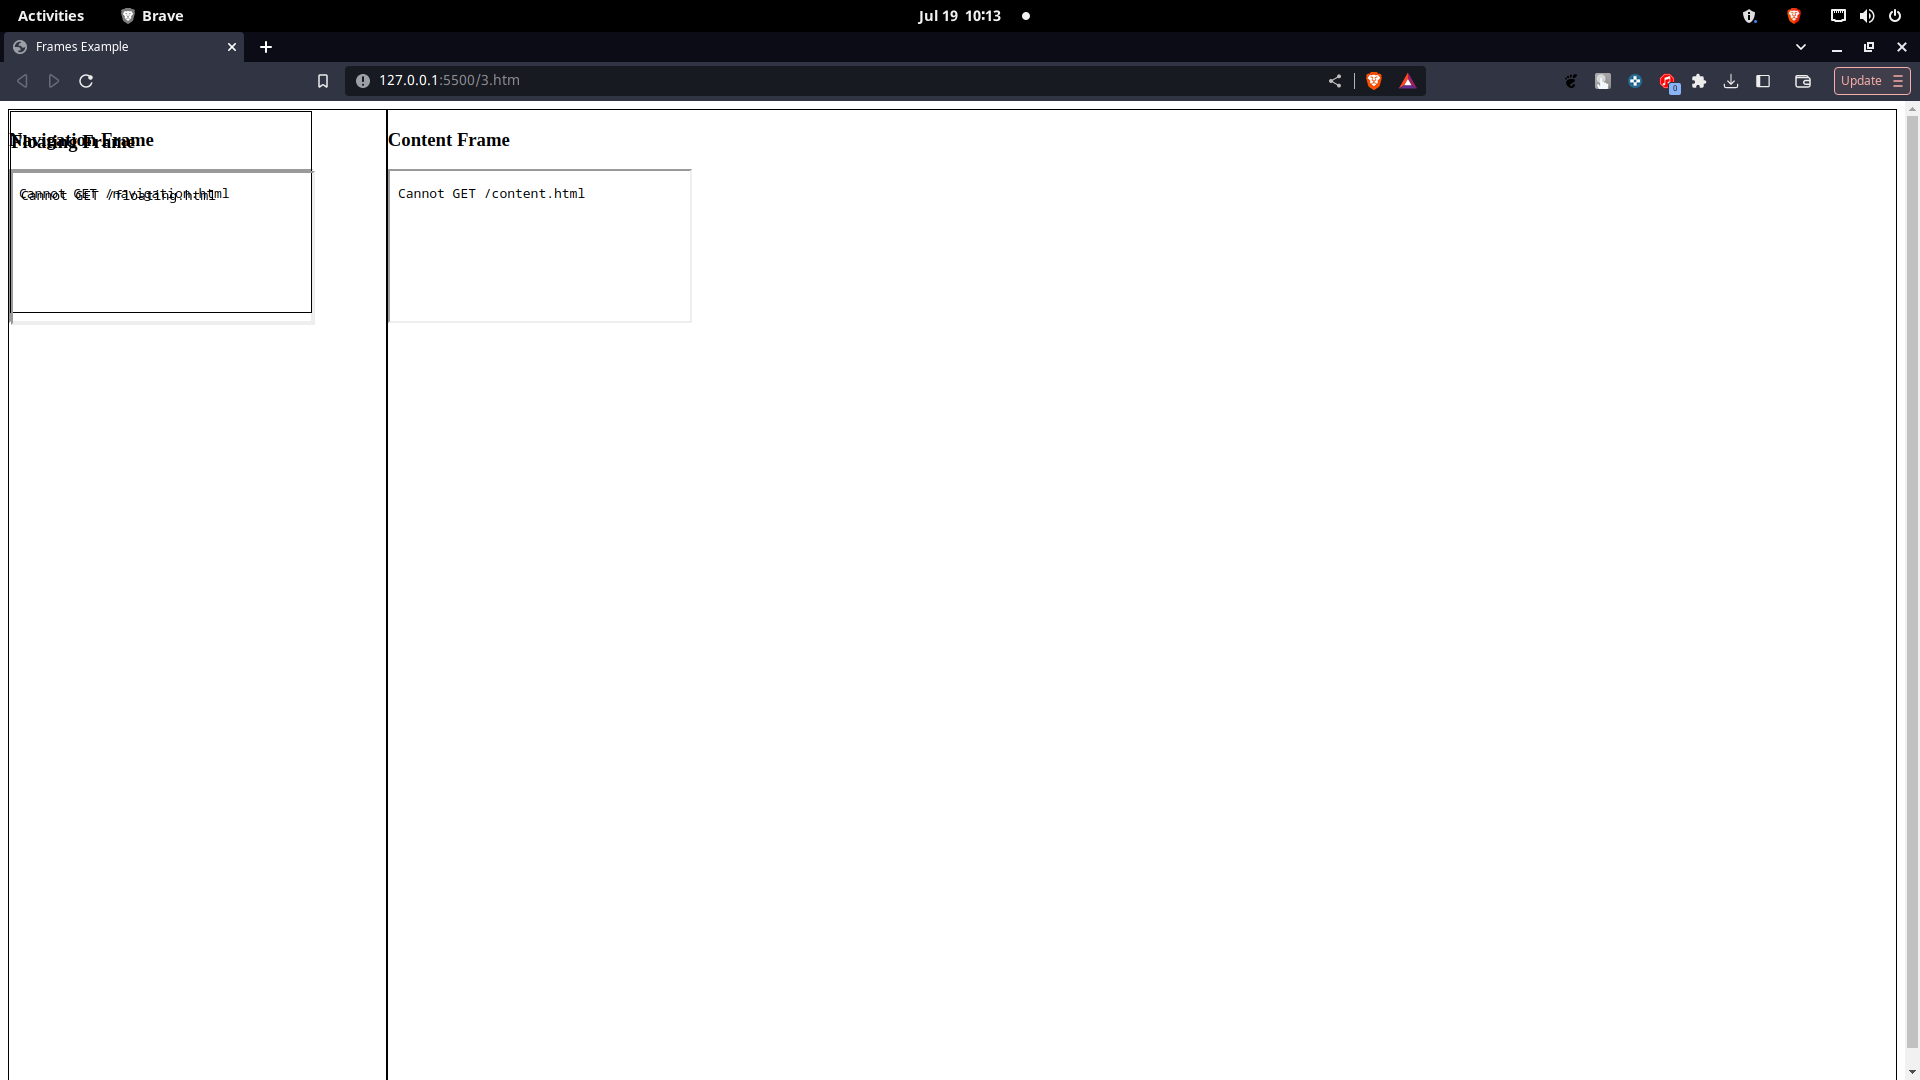 Activities
Brave
Jul 19 10:13
Frames Example
127.0.0.1:5500/3.htm
0
Update
Navigation Frame
Floating Frame
Content Frame
Cannot GET /navigation.html
Cannot GET /floating.html
Cannot GET /content.html